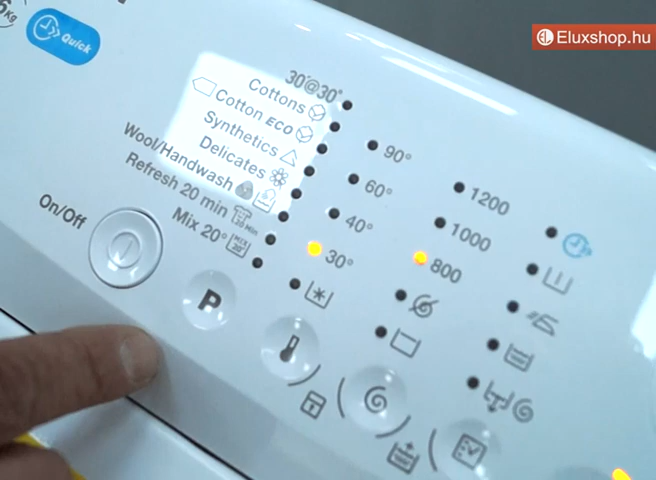 6Kg
Quick
Eluxshop.hu
30°@30°
Cottons
Cotton ECO
Synthetics
Delicates
Wool/Handwash
Refresh 20 min
Mix 20°
On/Off
P
90°
60°
40°
30°
1200
1000
800